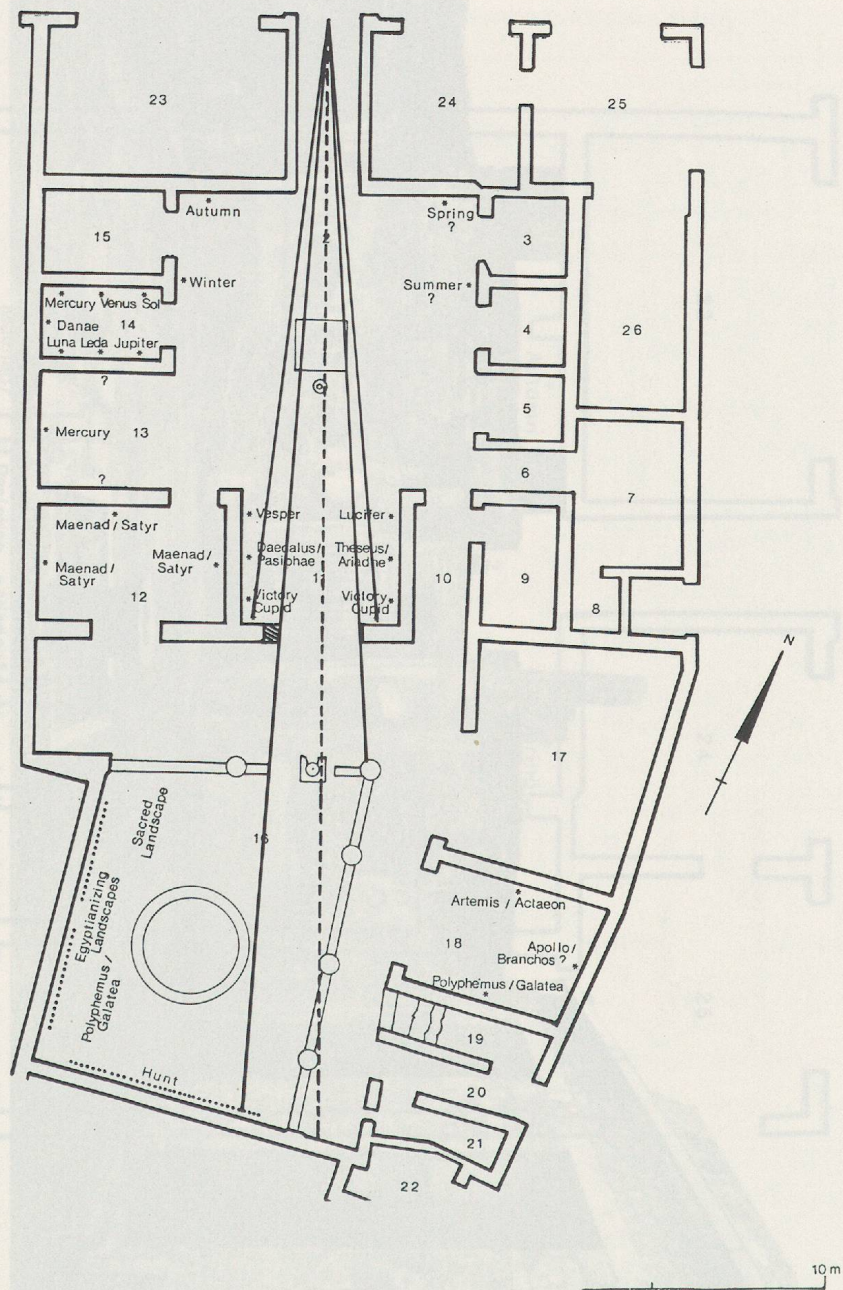 23
24
25
Autumn
Spring
?
15
2
3
Winter
Summer
?
Mercury Venus Sol
Danae 14
Luna Leda Jupiter
4
26
?
5
Mercury 13
?
6
7
Maenad / Satyr
Vesper
Lucifer
Maenad /
Satyr
Maenad/
Satyr
Daedalus/
Pasiphae
Theseus/
Ariadne
11
10
9
Victory
Cupid
Victory
Cupid
12
8
N
17
Sacred
Landscape
16
Egyptianizing
Landscapes
Polyphemus /
Galatea
Artemis / Actaeon
18
Apollo /
Branchos ?
Polyphemus / Galatea
19
Hunt
20
21
22
10 m